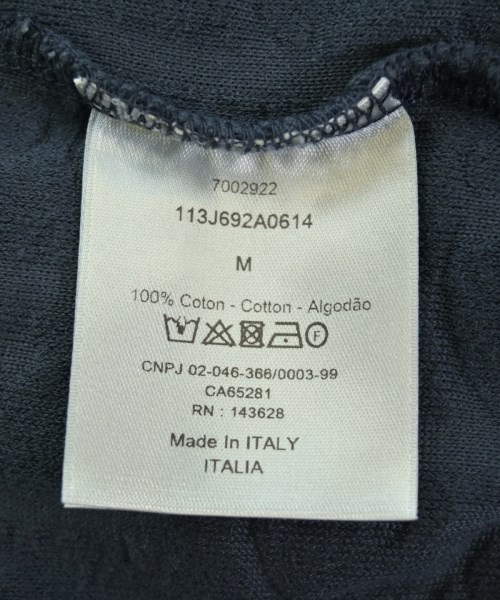 7002922
113J692A0614
M
100% Coton - Cotton - Algodão
F
CNPJ 02-046-366/0003-99
CA65281
RN : 143628
Made In ITALY
ITALIA